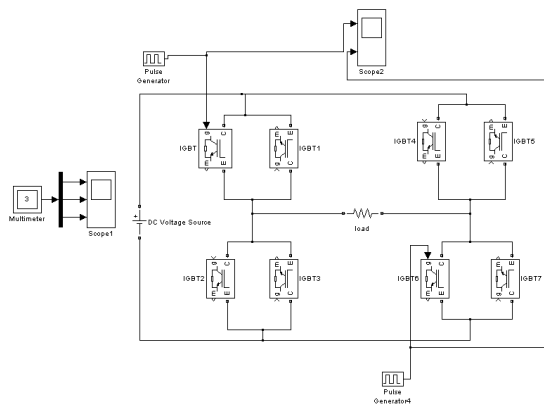 Pulse
Generator
Scope2
g
C
E
m
IGBT
E
C
m
g
IGBT1
IGBT4
g
C
m
E
E
C
m
g
IGBT5
3
Multimeter
Scope1
+
DC Voltage Source
load
IGBT2
g
C
m
E
g
C
m
E
IGBT3
IGBT6
g
C
m
E
E
C
m
g
IGBT7
Pulse
Generator4